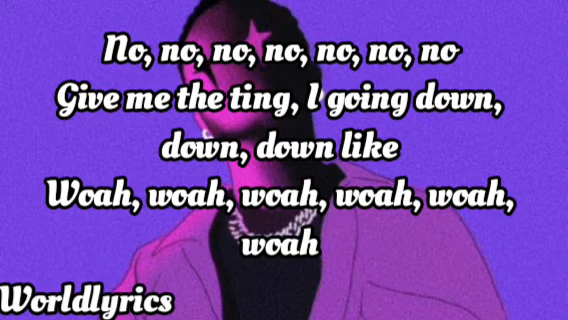 No, no, no, no, no, no, no
Give me the ting, I going down,
down, down like
Woah, woah, woah, woah, woah,
woah
Worldlyrics